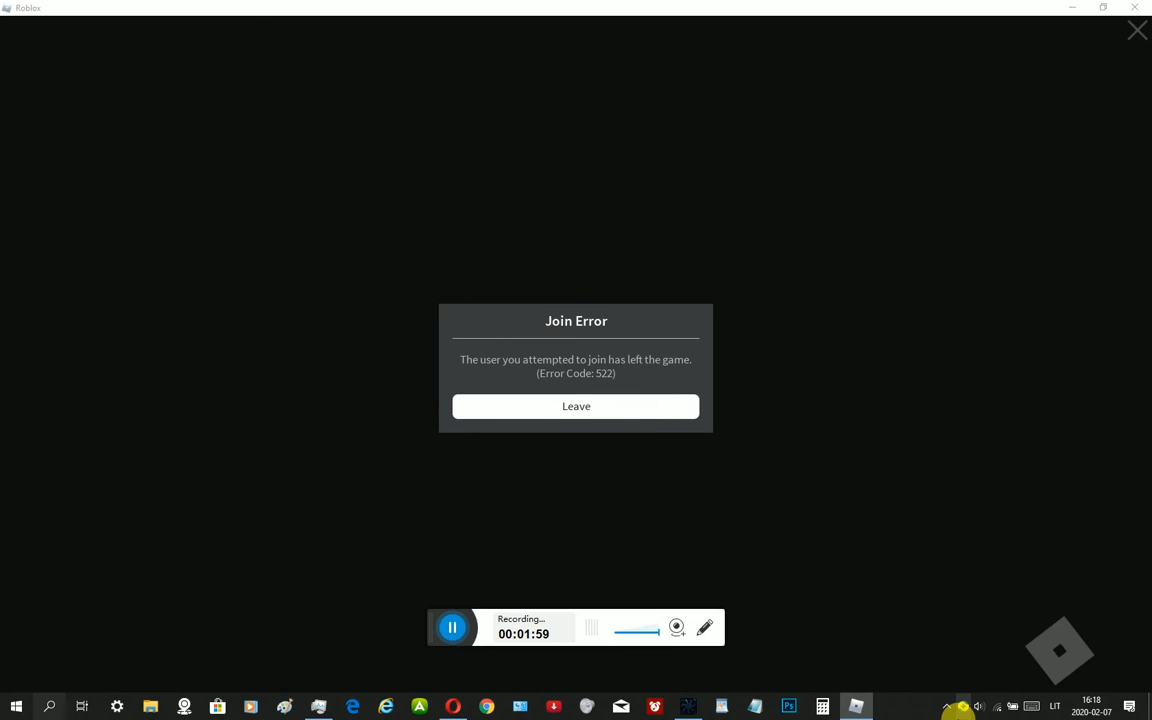 Roblox
Join Error
The user you attempted to join has left the game.
(Error Code: 522)
Leave
Recording...
00:01:59
Ps
LIT
16:18
2020-02-07